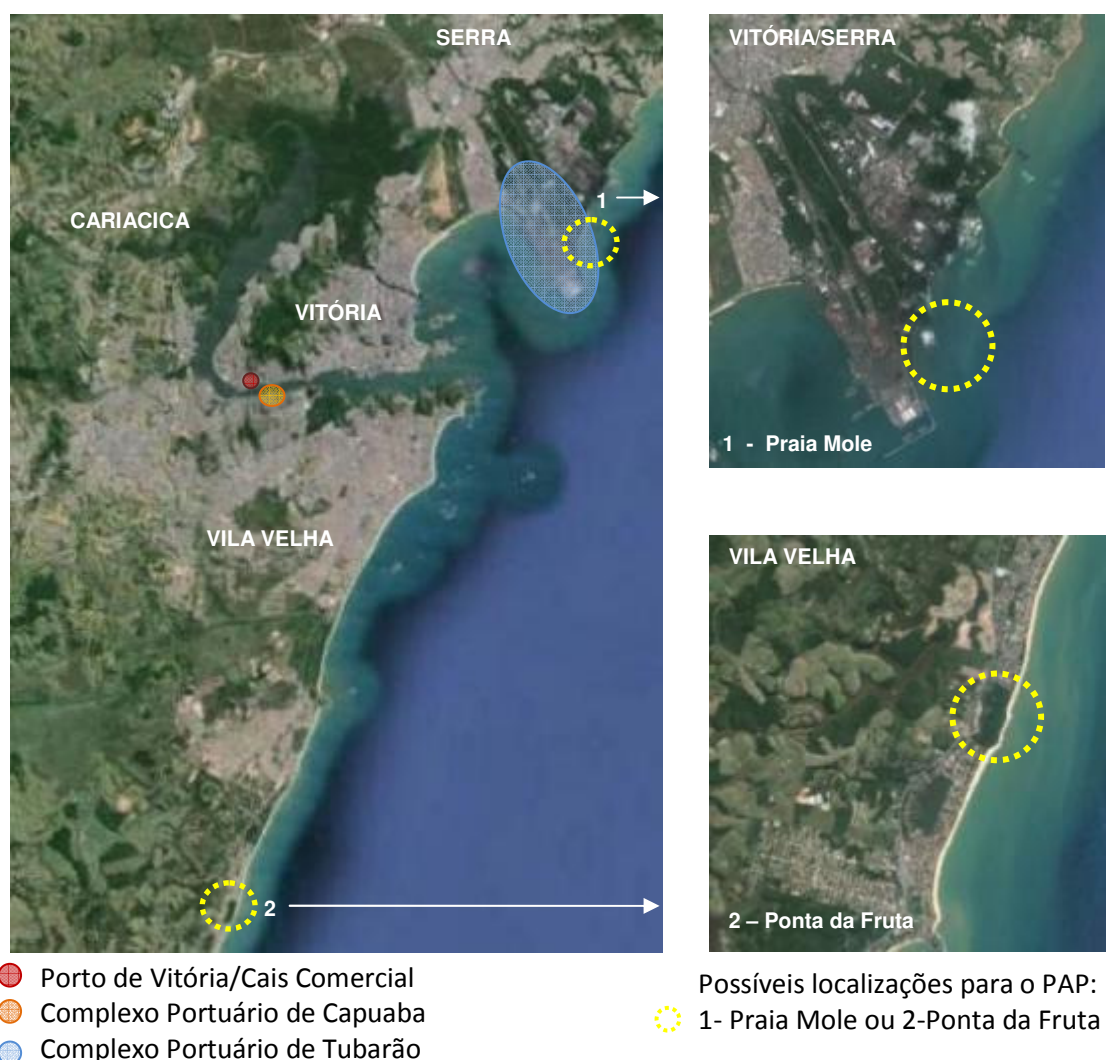 SERRA
1
CARIACICA
VITÓRIA
VILA VELHA
2
VITÓRIA/SERRA
1 - Praia Mole
VILA VELHA
2 – Ponta da Fruta
Porto de Vitória/Cais Comercial
Complexo Portuário de Capuaba
Complexo Portuário de Tubarão
Possíveis localizações para o PAP:
1- Praia Mole ou 2-Ponta da Fruta